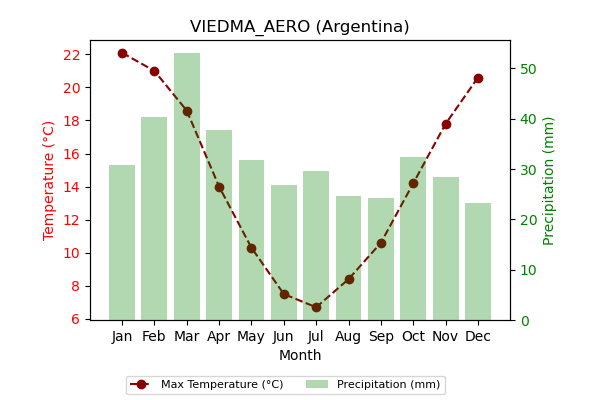 VIEDMA_AERO (Argentina)
Temperature (°C)
22
20
18
16
14
12
10
8
6
50
40
30
20
10
0
Precipitation (mm)
Jan Feb Mar Apr May Jun Jul Aug Sep Oct Nov Dec
Month
Max Temperature (°C) Precipitation (mm)